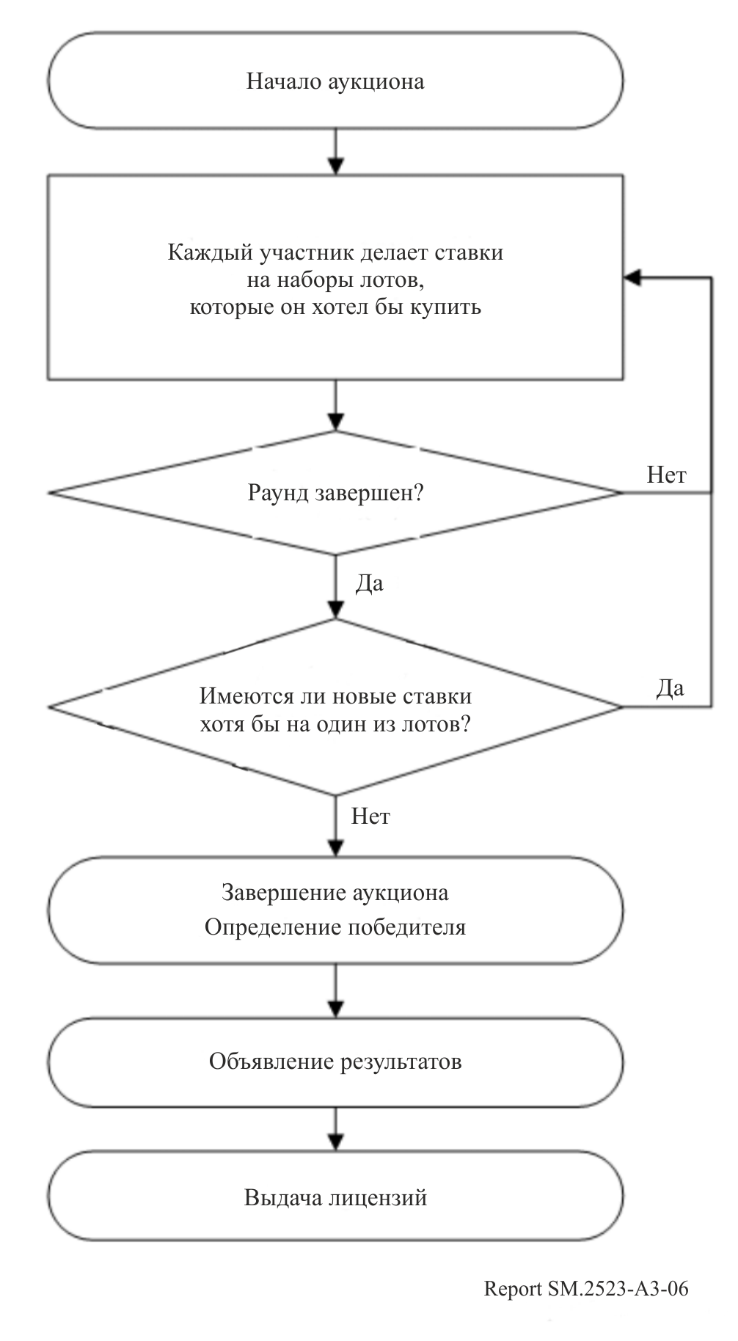 Начало аукциона
Каждый участник делает ставки
на наборы лотов,
которые он хотел бы купить
Нет
Раунд завершен?
Да
Да
Имеются ли новые ставки
хотя бы на один из лотов?
Нет
Завершение аукциона
Определение победителя
Объявление результатов
Выдача лицензий
Report SM.2523-A3-06